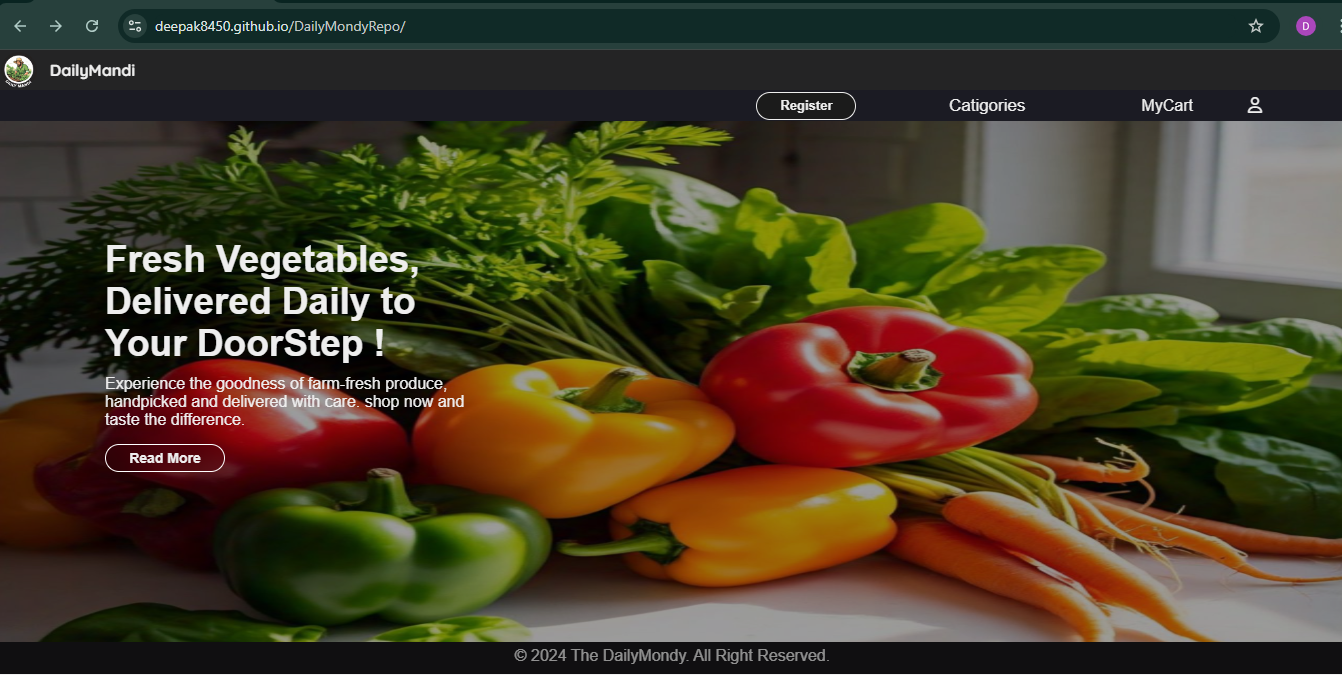 deepak8450.github.io/DailyMondyRepo/
D
DailyMandi
Register
Catigories
MyCart
Fresh Vegetables,
Delivered Daily to
Your DoorStep !
Experience the goodness of farm-fresh produce,
handpicked and delivered with care. shop now and
taste the difference.
Read More
© 2024 The DailyMondy. All Right Reserved.